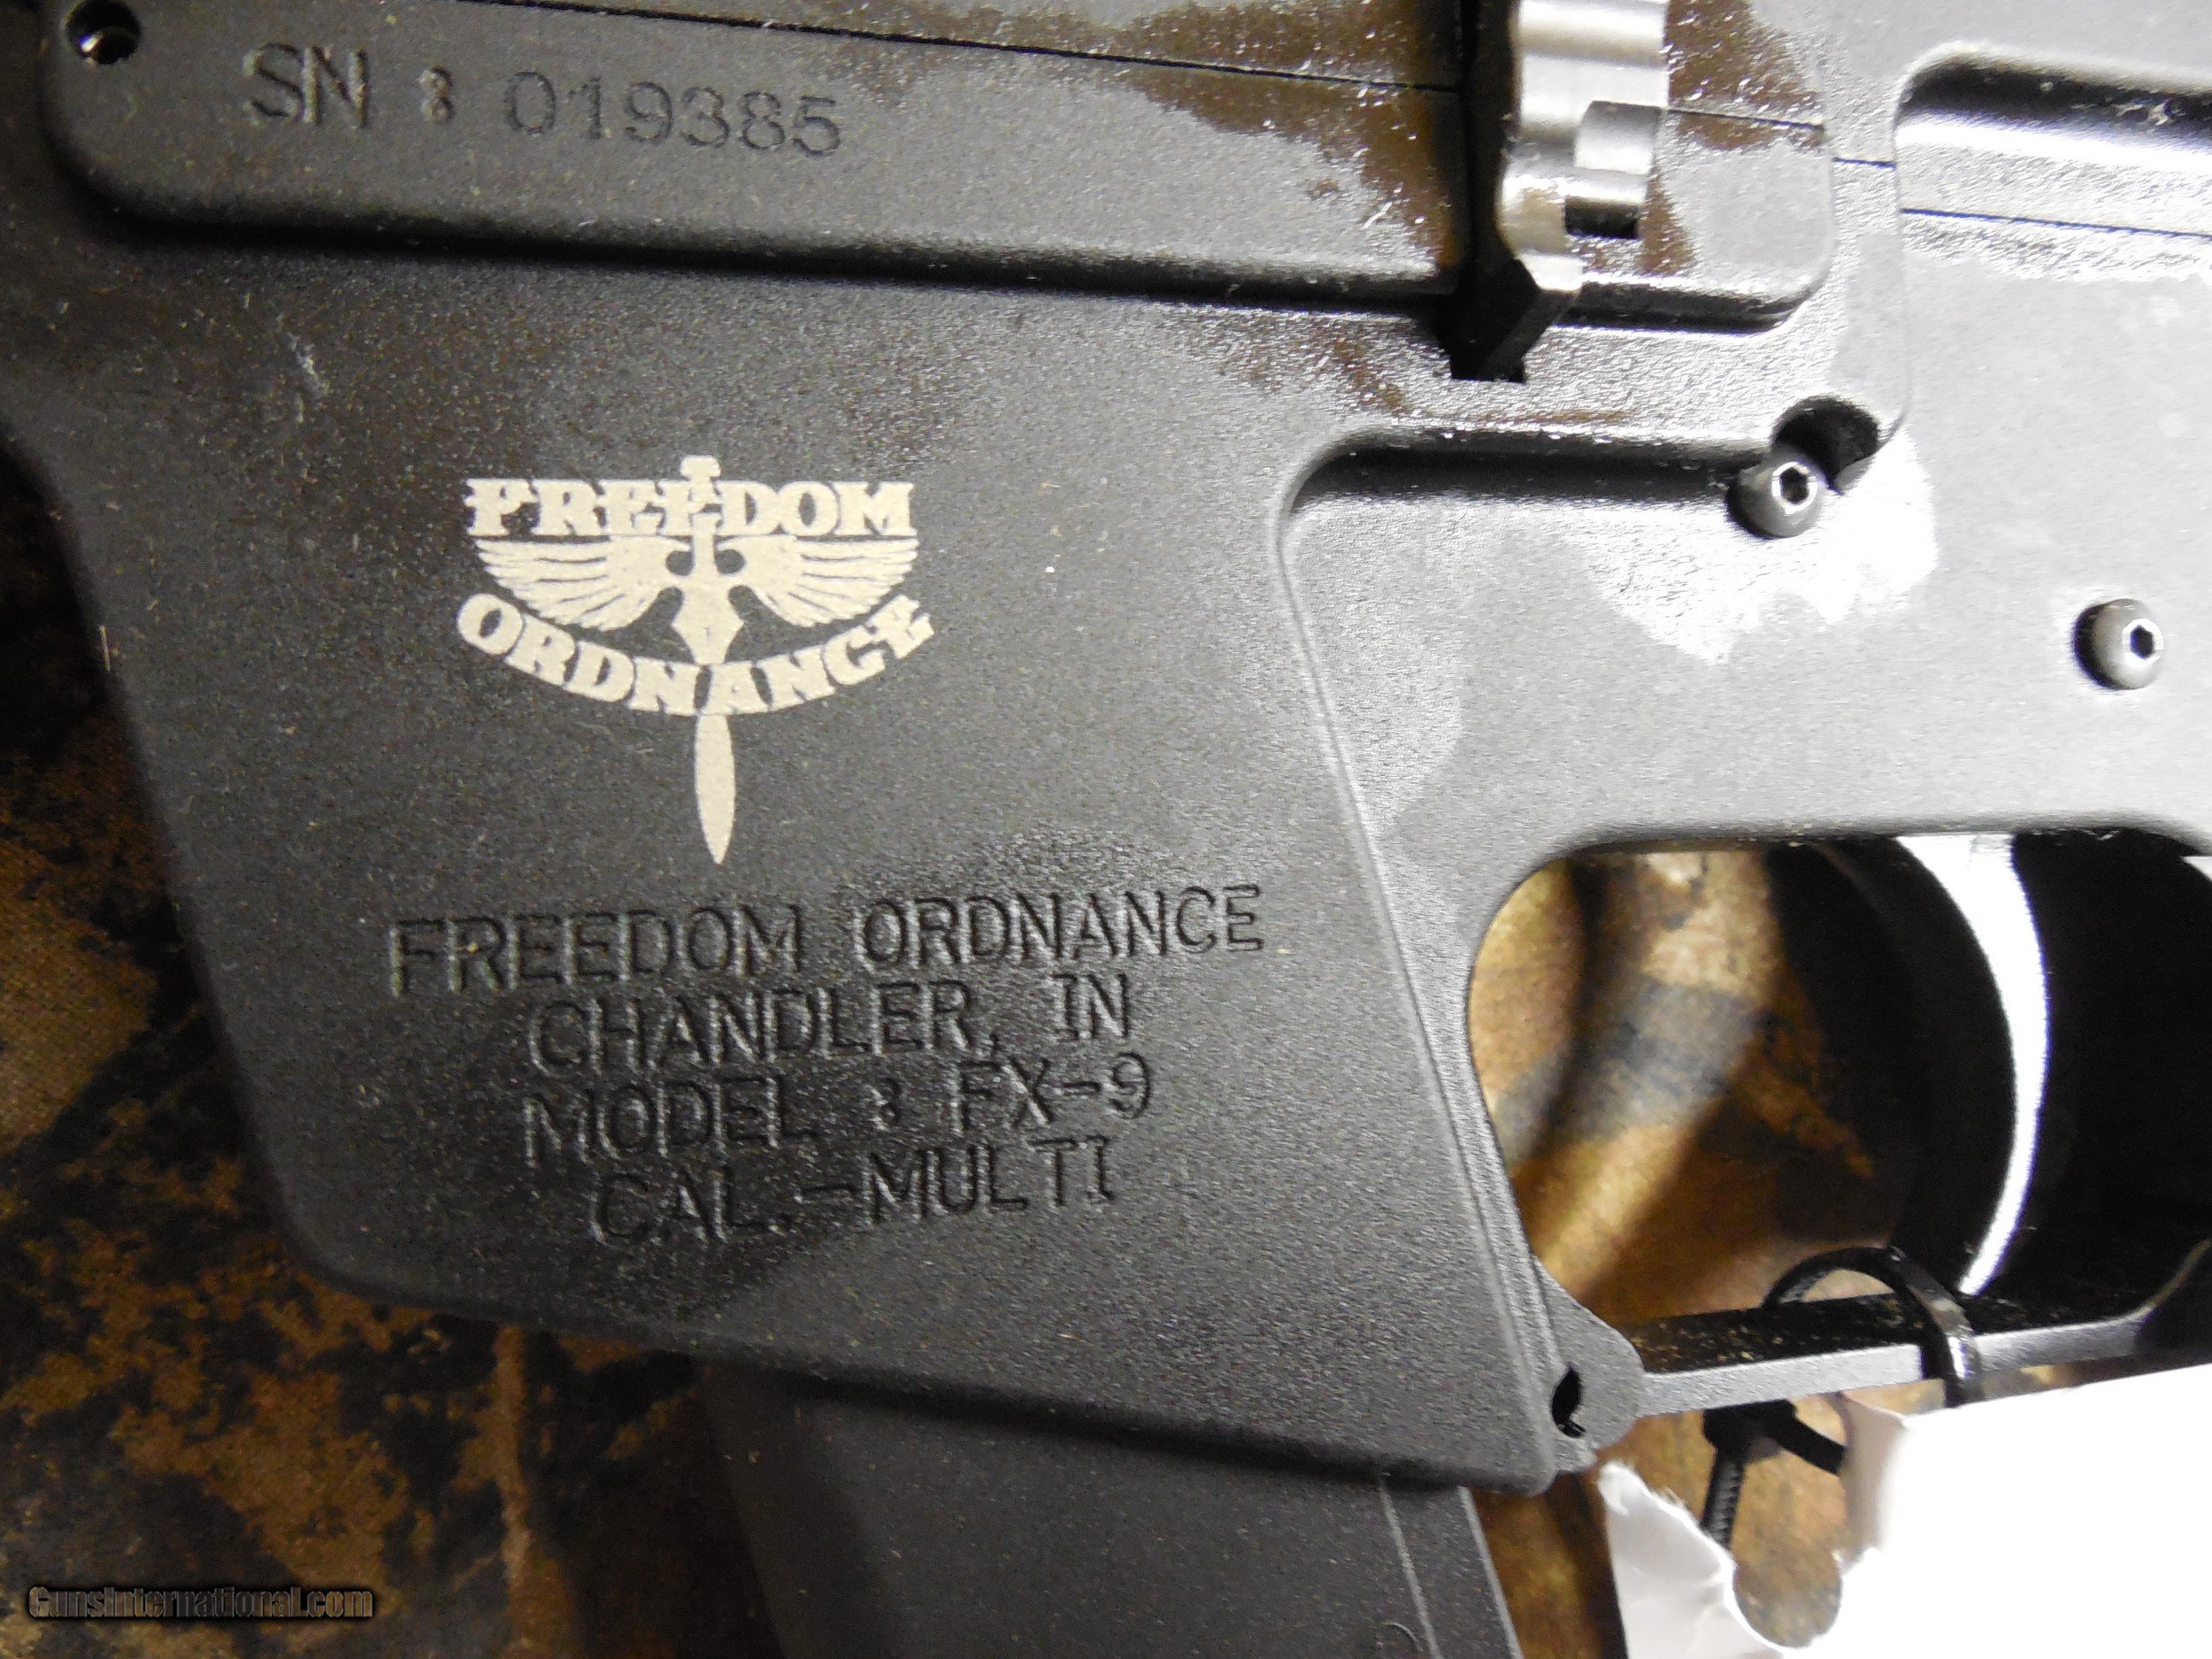 SN : 019385
FREEDOM
ORDNANCE
FREEDOM ORDNANCE
CHANDLER, IN
MODEL : FX-9
CAL.-MULTI
GunsInternational.com